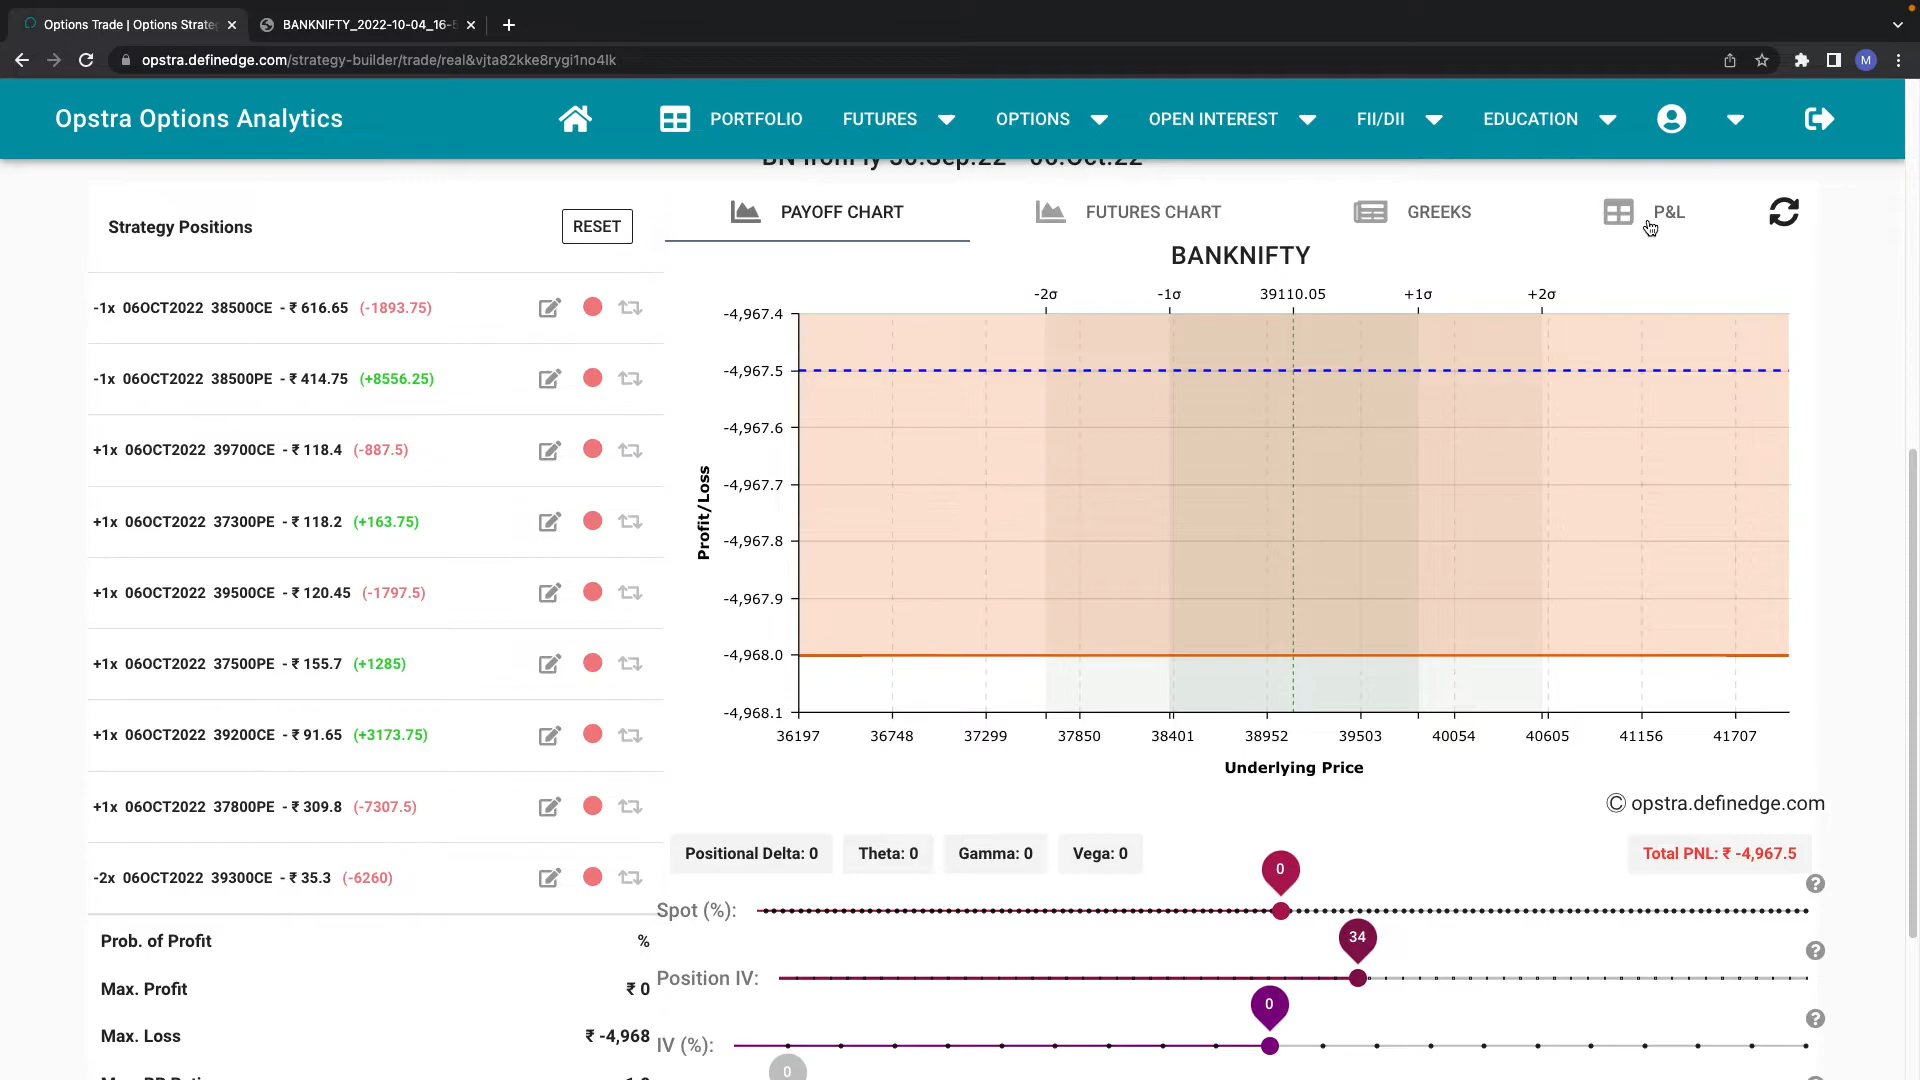 Options Trade | Options Strate
BANKNIFTY_2022-10-04_16-5
opstra.definedge.com/strategy-builder/trade/real&vjta82kke8rygi1no4lk
M
Opstra Options Analytics
PORTFOLIO
FUTURES
OPTIONS
OPEN INTEREST
FII/DII
EDUCATION
BN IronFly 30.Sep.22 - 06.Oct.22
Strategy Positions
RESET
PAYOFF CHART
FUTURES CHART
GREEKS
P&L
-1x 06OCT2022 38500CE - ₹ 616.65 (-1893.75)
-1x 06OCT2022 38500PE - ₹ 414.75 (+8556.25)
+1x 06OCT2022 39700CE - ₹ 118.4 (-887.5)
+1x 06OCT2022 37300PE - ₹ 118.2 (+163.75)
+1x 06OCT2022 39500CE - ₹ 120.45 (-1797.5)
+1x 06OCT2022 37500PE - ₹ 155.7 (+1285)
+1x 06OCT2022 39200CE - ₹ 91.65 (+3173.75)
+1x 06OCT2022 37800PE - ₹ 309.8 (-7307.5)
-2x 06OCT2022 39300CE - ₹ 35.3 (-6260)
Prob. of Profit %
Max. Profit ₹ 0
Max. Loss ₹ -4,968
BANKNIFTY
-2σ -1σ 39110.05 +1σ +2σ
-4,967.4
-4,967.5
-4,967.6
-4,967.7
-4,967.8
-4,967.9
-4,968.0
-4,968.1
Profit/Loss
36197 36748 37299 37850 38401 38952 39503 40054 40605 41156 41707
Underlying Price
© opstra.definedge.com
Positional Delta: 0
Theta: 0
Gamma: 0
Vega: 0
Total PNL: ₹ -4,967.5
0
Spot (%):
34
Position IV:
0
IV (%):
0